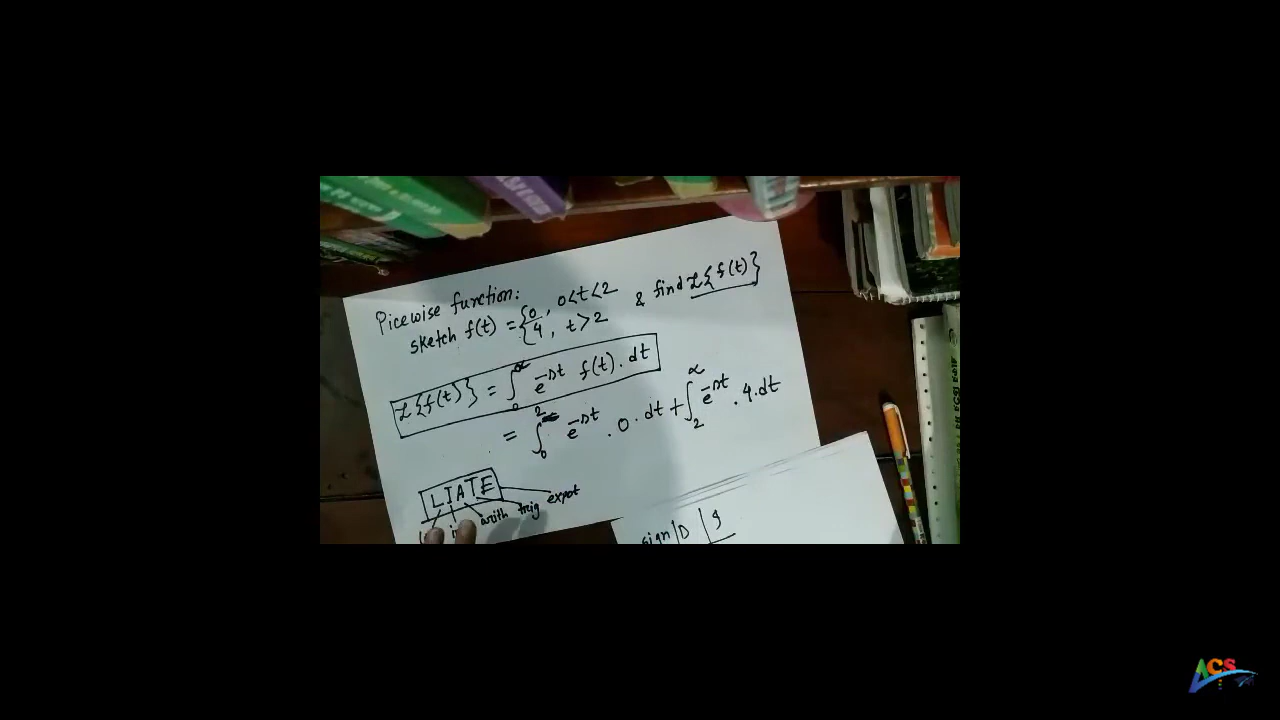 Picewise function:
sketch f(t) = {0, 0<t<2
4, t>2 & find L{f(t)}
L{f(t)} = ∫₀^∝ e^-st f(t). dt
= ∫₀² e^-st . 0. dt + ∫₂^∝ e^-st . 4. dt
LIATE
arith trig expot
sign | D | I
ACS